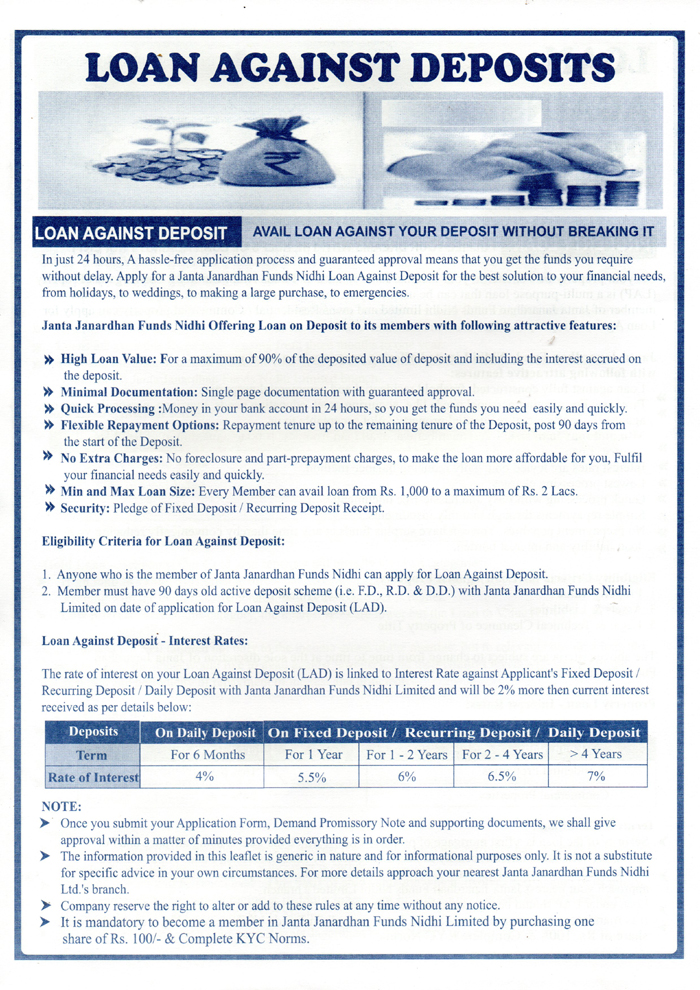 LOAN AGAINST DEPOSITS
LOAN AGAINST DEPOSIT AVAIL LOAN AGAINST YOUR DEPOSIT WITHOUT BREAKING IT
In just 24 hours, A hassle-free application process and guaranteed approval means that you get the funds you require
without delay. Apply for a Janta Janardhan Funds Nidhi Loan Against Deposit for the best solution to your financial needs,
from holidays, to weddings, to making a large purchase, to emergencies.
Janta Janardhan Funds Nidhi Offering Loan on Deposit to its members with following attractive features:
» High Loan Value: For a maximum of 90% of the deposited value of deposit and including the interest accrued on
the deposit.
» Minimal Documentation: Single page documentation with guaranteed approval.
» Quick Processing :Money in your bank account in 24 hours, so you get the funds you need easily and quickly.
» Flexible Repayment Options: Repayment tenure up to the remaining tenure of the Deposit, post 90 days from
the start of the Deposit.
» No Extra Charges: No foreclosure and part-prepayment charges, to make the loan more affordable for you, Fulfil
your financial needs easily and quickly.
» Min and Max Loan Size: Every Member can avail loan from Rs. 1,000 to a maximum of Rs. 2 Lacs.
» Security: Pledge of Fixed Deposit / Recurring Deposit Receipt.
Eligibility Criteria for Loan Against Deposit:
1. Anyone who is the member of Janta Janardhan Funds Nidhi can apply for Loan Against Deposit.
2. Member must have 90 days old active deposit scheme (i.e. F.D., R.D. & D.D.) with Janta Janardhan Funds Nidhi
Limited on date of application for Loan Against Deposit (LAD).
Loan Against Deposit - Interest Rates:
The rate of interest on your Loan Against Deposit (LAD) is linked to Interest Rate against Applicant's Fixed Deposit /
Recurring Deposit / Daily Deposit with Janta Janardhan Funds Nidhi Limited and will be 2% more then current interest
received as per details below:
Deposits On Daily Deposit On Fixed Deposit / Recurring Deposit / Daily Deposit
Term For 6 Months For 1 Year For 1 - 2 Years For 2 - 4 Years > 4 Years
Rate of Interest 4% 5.5% 6% 6.5% 7%
NOTE:
➤ Once you submit your Application Form, Demand Promissory Note and supporting documents, we shall give
approval within a matter of minutes provided everything is in order.
➤ The information provided in this leaflet is generic in nature and for informational purposes only. It is not a substitute
for specific advice in your own circumstances. For more details approach your nearest Janta Janardhan Funds Nidhi
Ltd.'s branch.
➤ Company reserve the right to alter or add to these rules at any time without any notice.
➤ It is mandatory to become a member in Janta Janardhan Funds Nidhi Limited by purchasing one
share of Rs. 100/- & Complete KYC Norms.